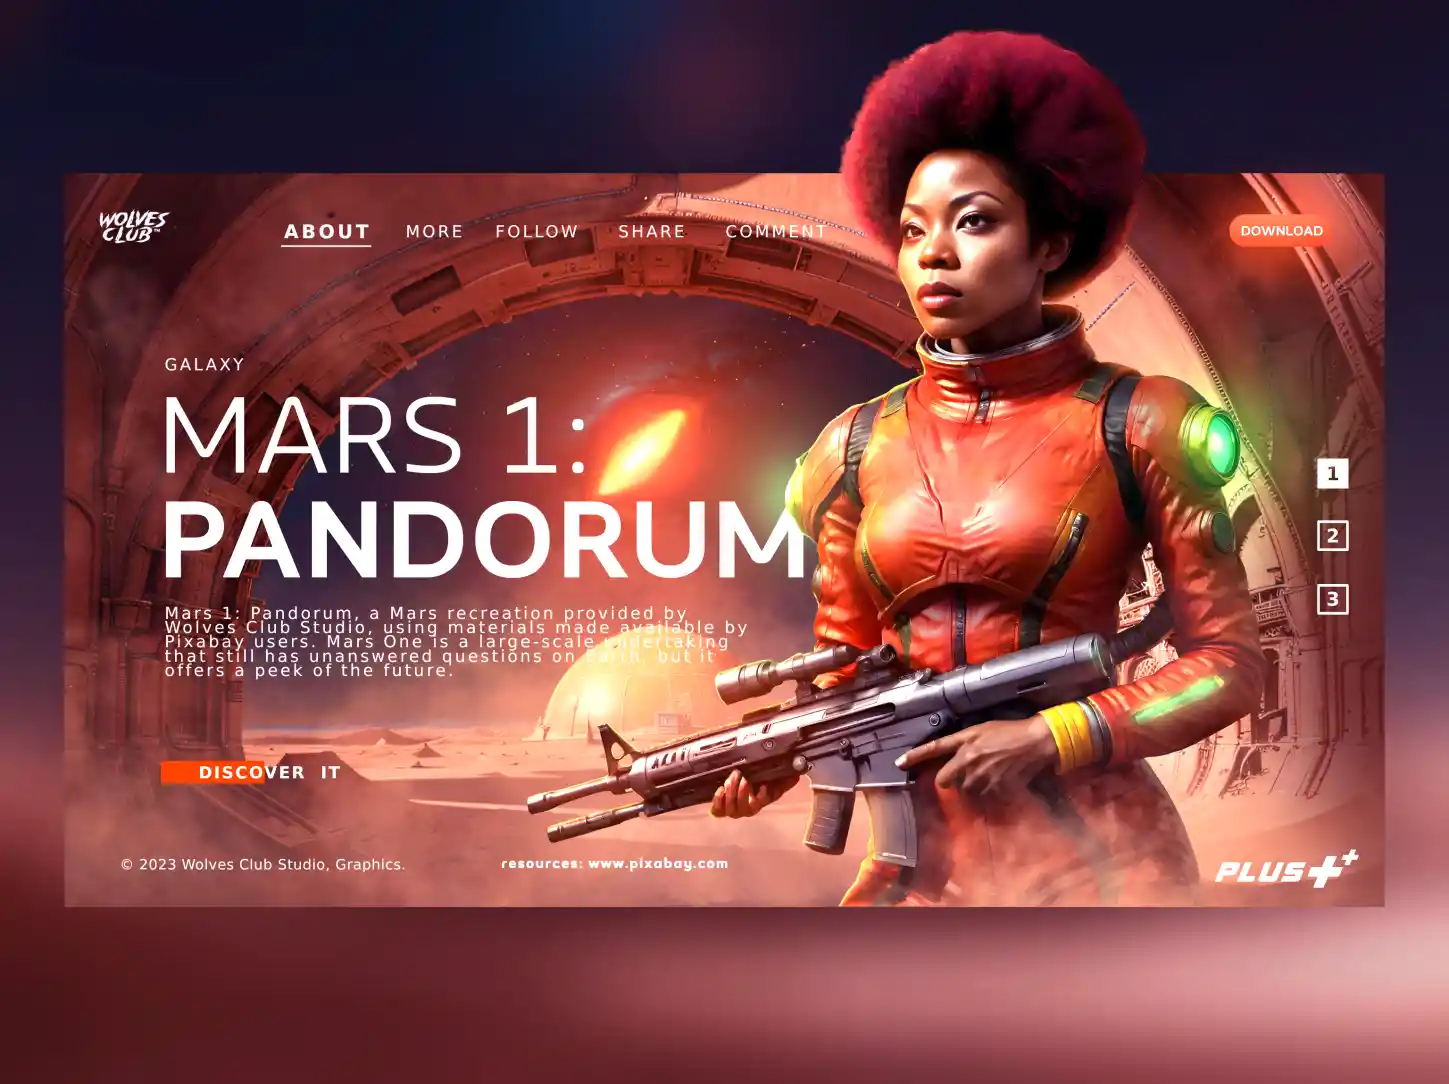 WOLVES
CLUB™
ABOUT MORE FOLLOW SHARE COMMENT
DOWNLOAD
GALAXY
MARS 1:
PANDORUM
Mars 1: Pandorum, a Mars recreation provided by
Wolves Club Studio, using materials made available by
Pixabay users. Mars One is a large-scale undertaking
that still has unanswered questions on Earth, but it
offers a peek of the future.
1
2
3
DISCOVER IT
© 2023 Wolves Club Studio, Graphics.
resources: www.pixabay.com
PLUS++